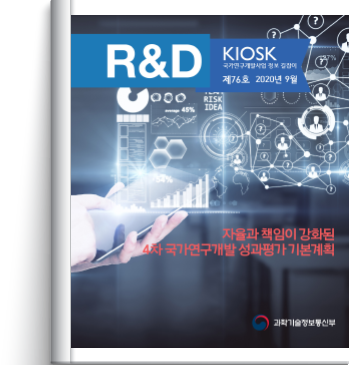 R&D
KIOSK
국가연구개발사업 정보 길잡이
제76호 2020년 9월
45%
RISK
IDEA
자율과 책임이 강화된
4차 국가연구개발 성과평가 기본계획
과학기술정보통신부